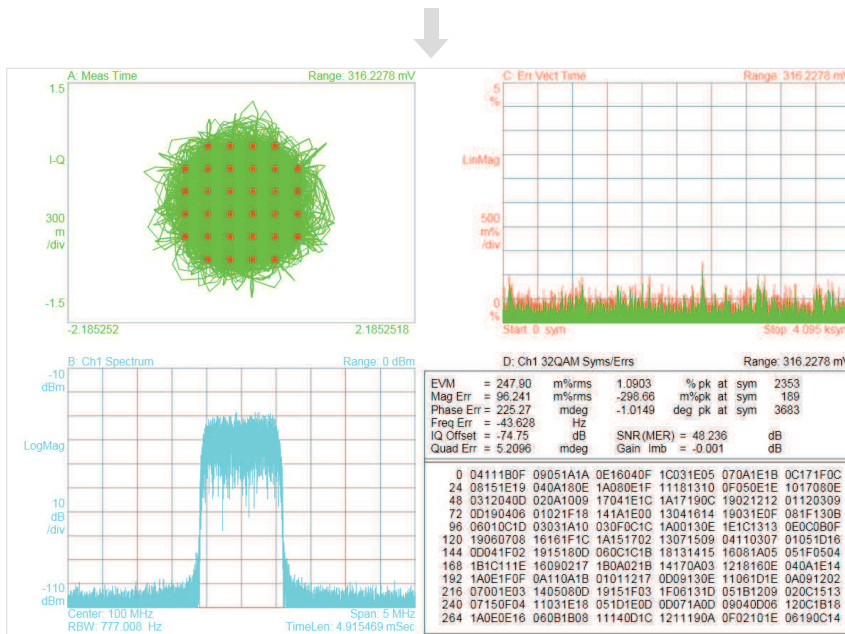 A: Meas Time Range: 316.2278 mV
1.5
I-Q
300
m
/div
-1.5
-2.185252 2.1852518
C: Err Vect Time Range: 316.2278 mV
5
%
LinMag
500
m%
/div
0
%
Start 0 sym Stop 4.095 ksym
B: Ch1 Spectrum Range: 0 dBm
-10
dBm
LogMag
10
dB
/div
-110
dBm
Center: 100 MHz Span: 5 MHz
RBW: 777.008 Hz TimeLen: 4.915469 mSec
D: Ch1 32QAM Syms/Errs Range: 316.2278 mV
EVM = 247.90 m%rms 1.0903 % pk at sym 2353
Mag Err = 96.241 m%rms -298.66 m%pk at sym 189
Phase Err = 225.27 mdeg -1.0149 deg pk at sym 3683
Freq Err = -43.628 Hz
IQ Offset = -74.75 dB SNR(MER) = 48.236 dB
Quad Err = 5.2096 mdeg Gain Imb = -0.001 dB
0 04111B0F 09051A1A 0E16040F 1C031E05 070A1E1B 0C171F0C
24 08151E19 040A180E 1A080E1F 11181310 0F050E1E 1017080E
48 0312040D 020A1009 17041E1C 1A17190C 19021212 01120309
72 0D190406 01021F18 141A1E00 13041614 19031E0F 081F130B
96 06010C1D 03031A10 030F0C1C 1A00130E 1E1C1313 0E0C0B0F
120 19060708 16161F1C 1A151702 13071509 04110307 01051D16
144 0D041F02 1915180D 060C1C1B 18131415 16081A05 051F0504
168 1B1C111E 16090217 1B0A021B 14170A03 1218160E 040A1E14
192 1A0E1F0F 0A110A1B 01011217 0D09130E 11061D1E 0A091202
216 07001E03 1405080D 19151F03 1F06131D 051B1209 020C1513
240 07150F04 11031E18 051D1E0D 0D071A0D 09040D06 120C1B18
264 1A0E0E16 060B1B08 11140D1C 1211190A 0F02101E 06190C14